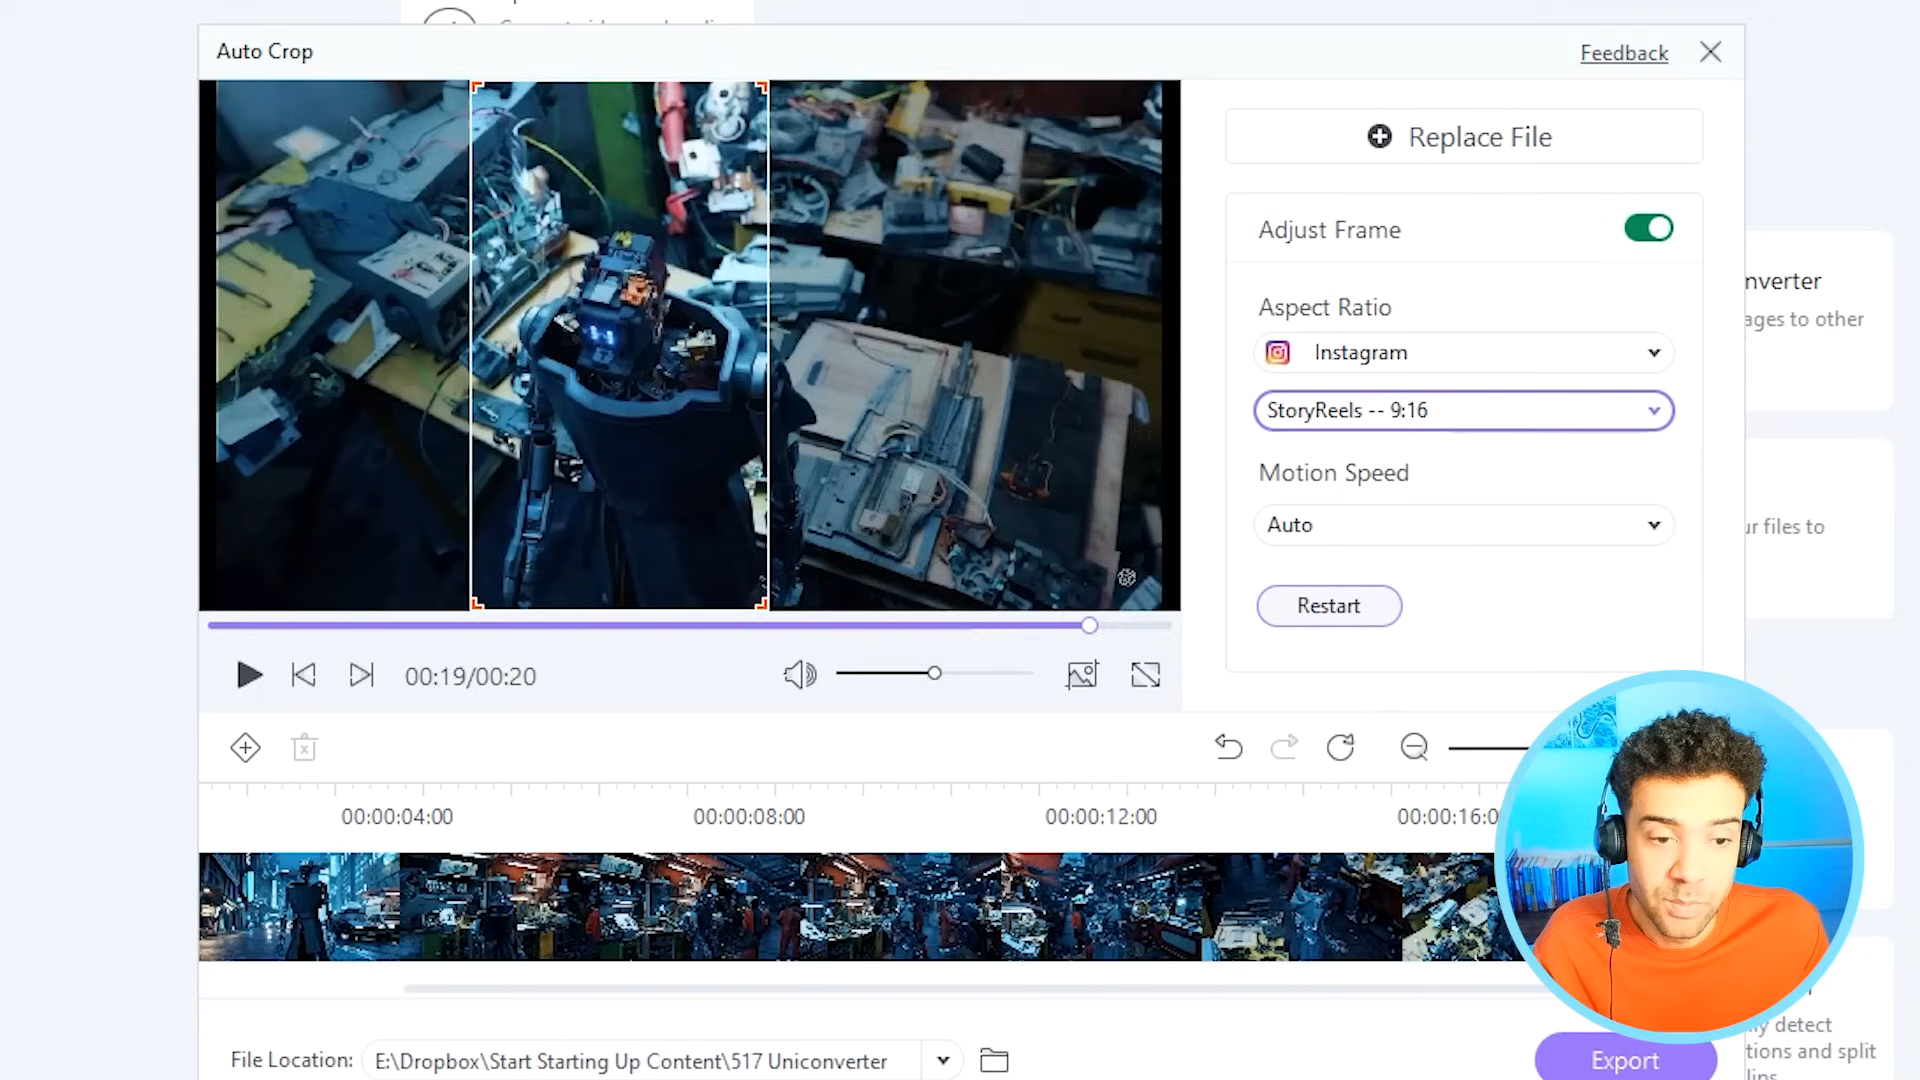 Auto Crop
Feedback
Replace File
Adjust Frame
Aspect Ratio
Instagram
StoryReels -- 9:16
Motion Speed
Auto
Restart
00:19/00:20
00:00:04:00
00:00:08:00
00:00:12:00
00:00:16:0
File Location:
E:\Dropbox\Start Starting Up Content\517 Uniconverter
Export
nverter
ages to other
ur files to
ly detect
tions and split